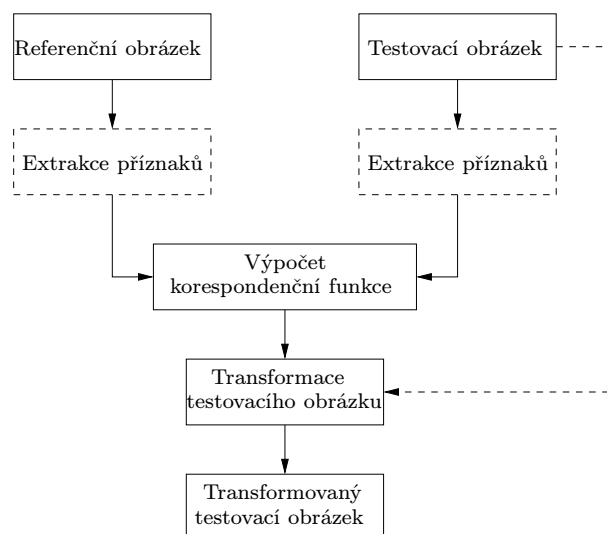 Referenční obrázek
Testovací obrázek
Extrakce příznaků
Extrakce příznaků
Výpočet
korespondenční funkce
Transformace
testovacího obrázku
Transformovaný
testovací obrázek